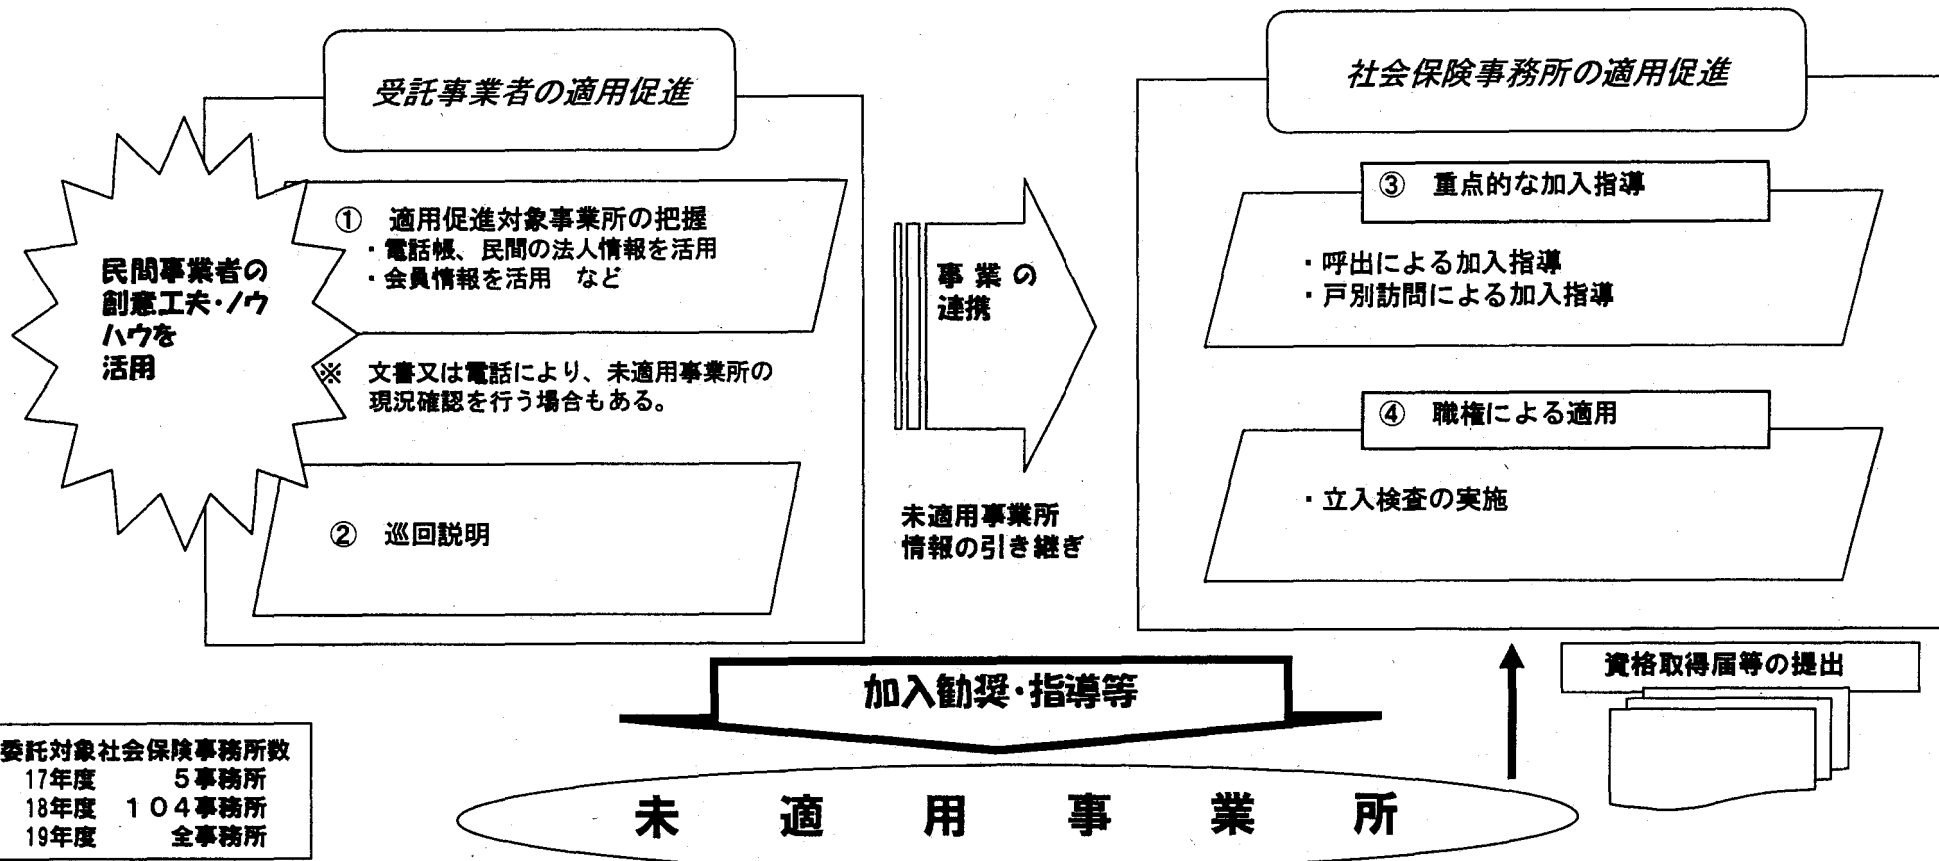 受託事業者の適用促進
民間事業者の
創意工夫・ノウ
ハウを
活用
① 適用促進対象事業所の把握
・電話帳、民間の法人情報を活用
・会員情報を活用 など
※ 文書又は電話により、未適用事業所の
現況確認を行う場合もある。
② 巡回説明
事業の
連携
未適用事業所
情報の引き継ぎ
社会保険事務所の適用促進
③ 重点的な加入指導
・呼出による加入指導
・戸別訪問による加入指導
④ 職権による適用
・立入検査の実施
加入勧奨・指導等
資格取得届等の提出
未適用事業所
委託対象社会保険事務所数
17年度 5事務所
18年度 104事務所
19年度 全事務所